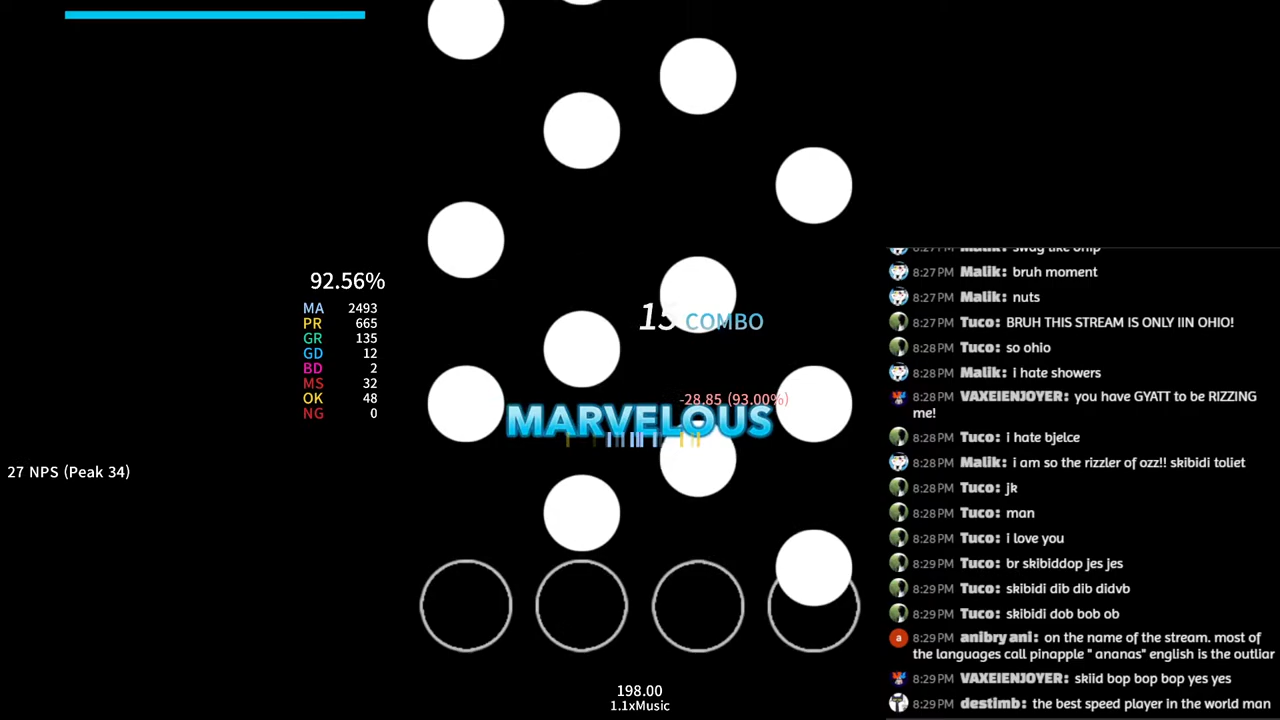 92.56%
MA 2493
PR 665
GR 135
GD 12
BD 2
MS 32
OK 48
NG 0
27 NPS (Peak 34)
15 COMBO
-28.85 (93.00%)
MARVELOUS
198.00
1.1xMusic
8:27 PM Malik: swag like ohip
8:27 PM Malik: bruh moment
8:27 PM Malik: nuts
8:27 PM Tuco: BRUH THIS STREAM IS ONLY IIN OHIO!
8:28 PM Tuco: so ohio
8:28 PM Malik: i hate showers
8:28 PM VAXEIENJOYER: you have GYATT to be RIZZING
me!
8:28 PM Tuco: i hate bjelce
8:28 PM Malik: i am so the rizzler of ozz!! skibidi toliet
8:28 PM Tuco: jk
8:28 PM Tuco: man
8:28 PM Tuco: i love you
8:29 PM Tuco: br skibiddop jes jes
8:29 PM Tuco: skibidi dib dib didvb
8:29 PM Tuco: skibidi dob bob ob
a
8:29 PM anibry ani: on the name of the stream. most of
the languages call pinapple " ananas" english is the outliar
8:29 PM VAXEIENJOYER: skiid bop bop bop yes yes
8:29 PM destimb: the best speed player in the world man